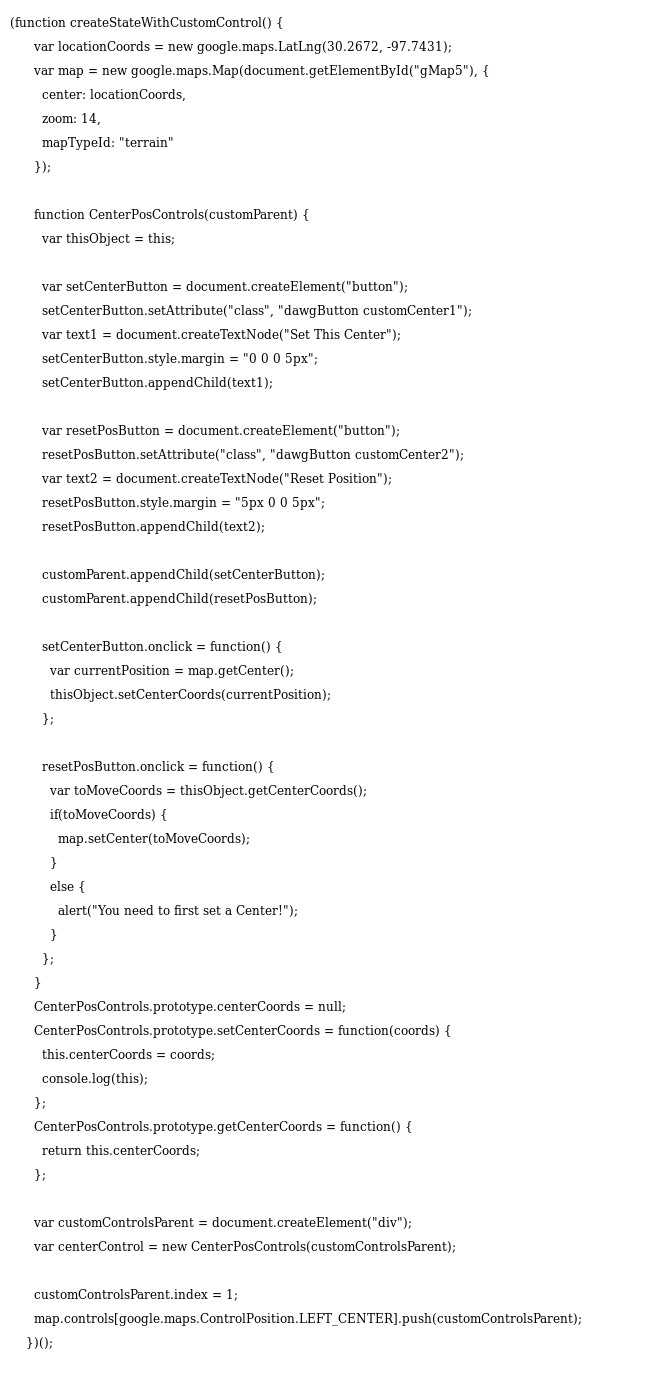 (function createStateWithCustomControl() {
var locationCoords = new google.maps.LatLng(30.2672, -97.7431);
var map = new google.maps.Map(document.getElementById("gMap5"), {
center: locationCoords,
zoom: 14,
mapTypeId: "terrain"
});
function CenterPosControls(customParent) {
var thisObject = this;
var setCenterButton = document.createElement("button");
setCenterButton.setAttribute("class", "dawgButton customCenter1");
var text1 = document.createTextNode("Set This Center");
setCenterButton.style.margin = "0 0 0 5px";
setCenterButton.appendChild(text1);
var resetPosButton = document.createElement("button");
resetPosButton.setAttribute("class", "dawgButton customCenter2");
var text2 = document.createTextNode("Reset Position");
resetPosButton.style.margin = "5px 0 0 5px";
resetPosButton.appendChild(text2);
customParent.appendChild(setCenterButton);
customParent.appendChild(resetPosButton);
setCenterButton.onclick = function() {
var currentPosition = map.getCenter();
thisObject.setCenterCoords(currentPosition);
};
resetPosButton.onclick = function() {
var toMoveCoords = thisObject.getCenterCoords();
if(toMoveCoords) {
map.setCenter(toMoveCoords);
}
else {
alert("You need to first set a Center!");
}
};
}
CenterPosControls.prototype.centerCoords = null;
CenterPosControls.prototype.setCenterCoords = function(coords) {
this.centerCoords = coords;
console.log(this);
};
CenterPosControls.prototype.getCenterCoords = function() {
return this.centerCoords;
};
var customControlsParent = document.createElement("div");
var centerControl = new CenterPosControls(customControlsParent);
customControlsParent.index = 1;
map.controls[google.maps.ControlPosition.LEFT_CENTER].push(customControlsParent);
})();